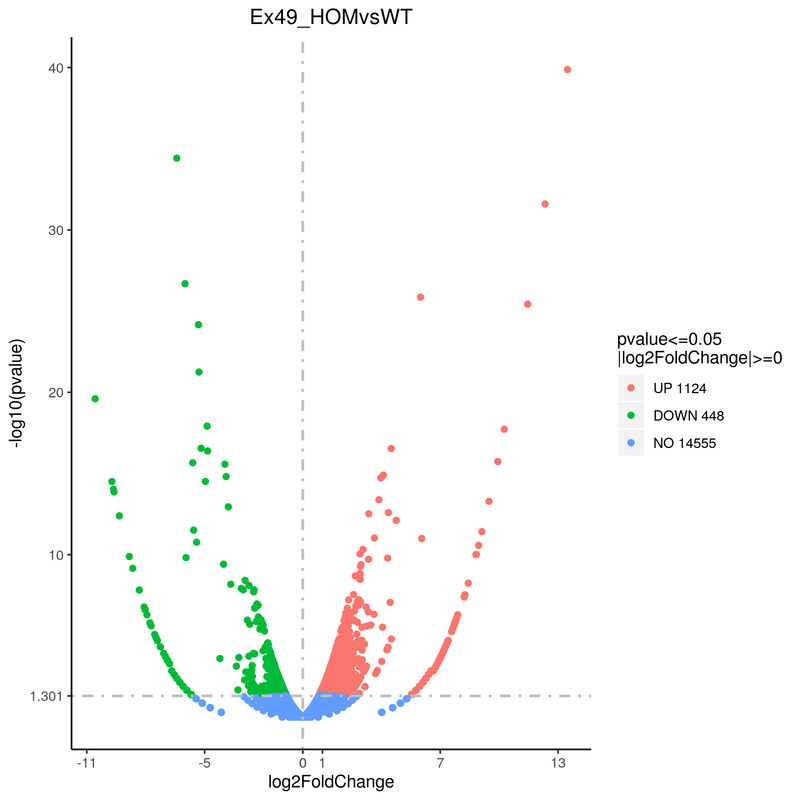 Ex49_HOMvsWT
40
30
20
10
1.301
-log10(pvalue)
-11 -5 0 1 7 13
log2FoldChange
pvalue<=0.05
|log2FoldChange|>=0
UP 1124
DOWN 448
NO 14555